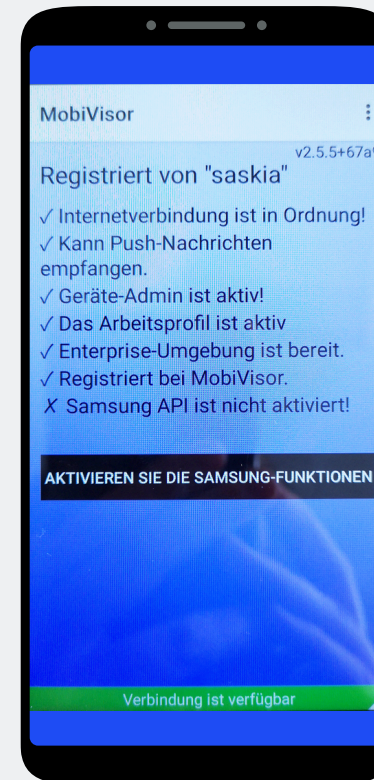 MobiVisor
v2.5.5+67a
Registriert von "saskia"
✓ Internetverbindung ist in Ordnung!
✓ Kann Push-Nachrichten
empfangen.
✓ Geräte-Admin ist aktiv!
✓ Das Arbeitsprofil ist aktiv
✓ Enterprise-Umgebung ist bereit.
✓ Registriert bei MobiVisor.
✗ Samsung API ist nicht aktiviert!
AKTIVIEREN SIE DIE SAMSUNG-FUNKTIONEN
Verbindung ist verfügbar